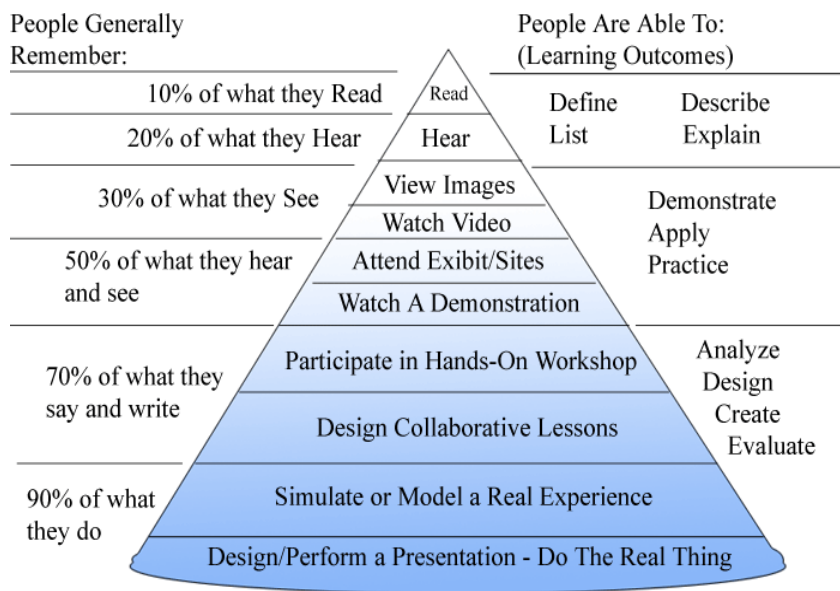 People Generally
Remember:
People Are Able To:
(Learning Outcomes)
10% of what they Read
Read
Define
Describe
List
Explain
20% of what they Hear
Hear
30% of what they See
View Images
Watch Video
Demonstrate
Apply
Practice
50% of what they hear
and see
Attend Exibit/Sites
Watch A Demonstration
70% of what they
say and write
Participate in Hands-On Workshop
Design Collaborative Lessons
Analyze
Design
Create
Evaluate
90% of what
they do
Simulate or Model a Real Experience
Design/Perform a Presentation - Do The Real Thing